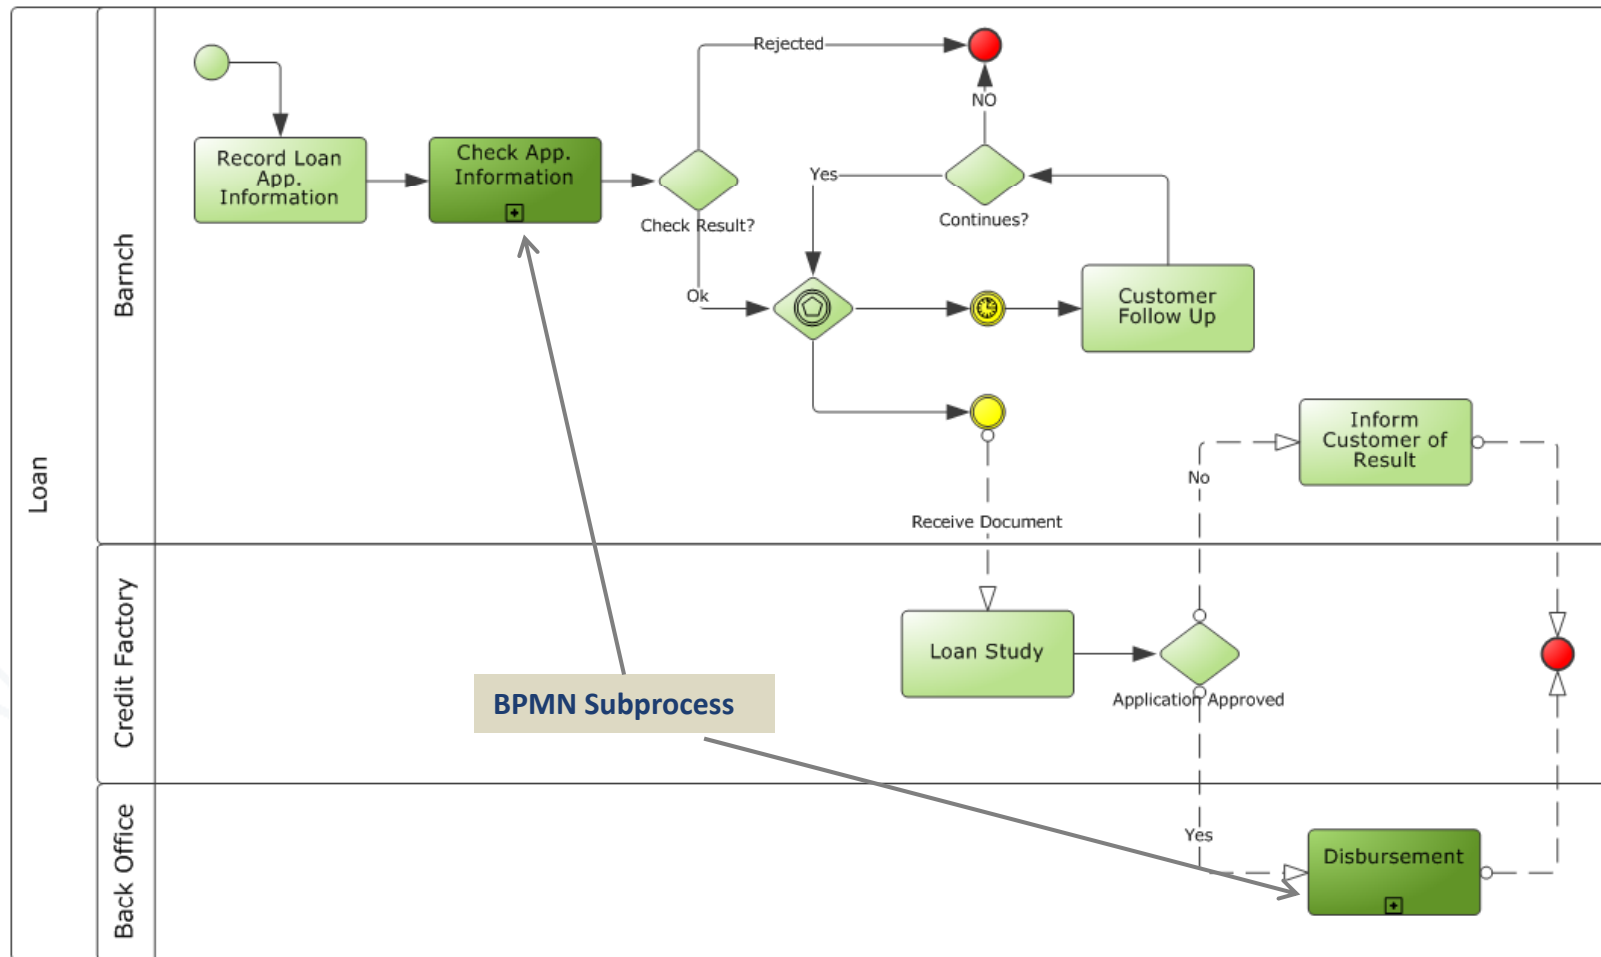 Loan
Barnch
Rejected
NO
Record Loan
App.
Information
Check App.
Information
Yes
Check Result?
Continues?
Ok
Customer
Follow Up
Inform
Customer of
Result
No
Receive Document
Credit Factory
Loan Study
Application Approved
BPMN Subprocess
Back Office
Yes
Disbursement